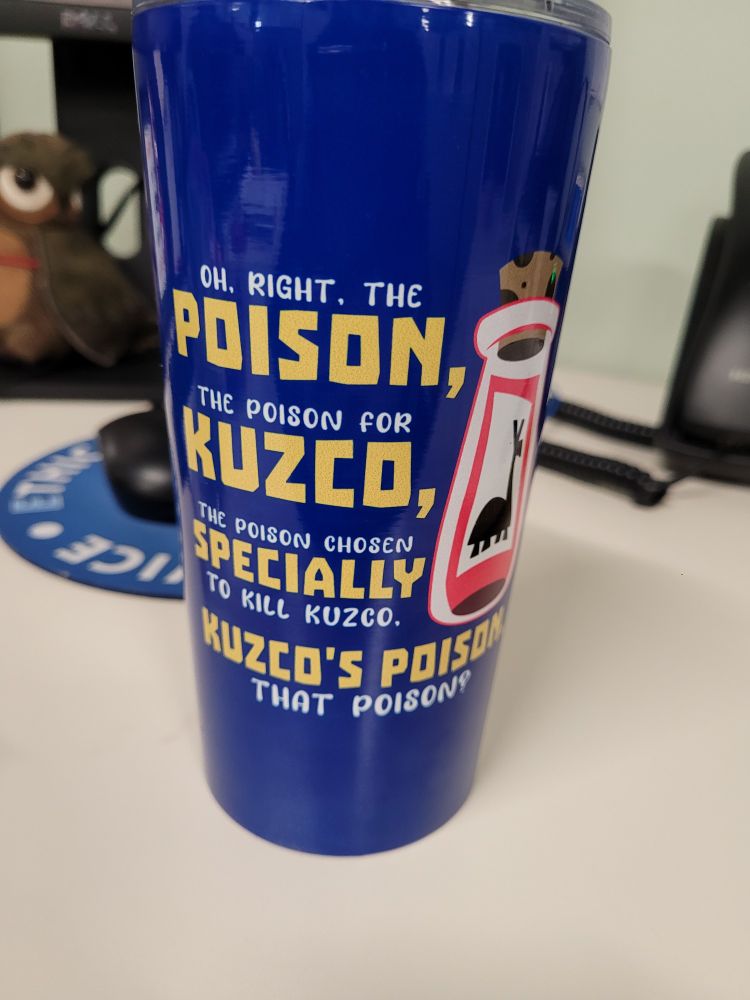 DELL
OH, RIGHT, THE
POISON,
THE POISON FOR
KUZCO,
THE POISON CHOSEN
SPECIALLY
TO KILL KUZCO.
KUZCO'S POISON.
THAT POISON?